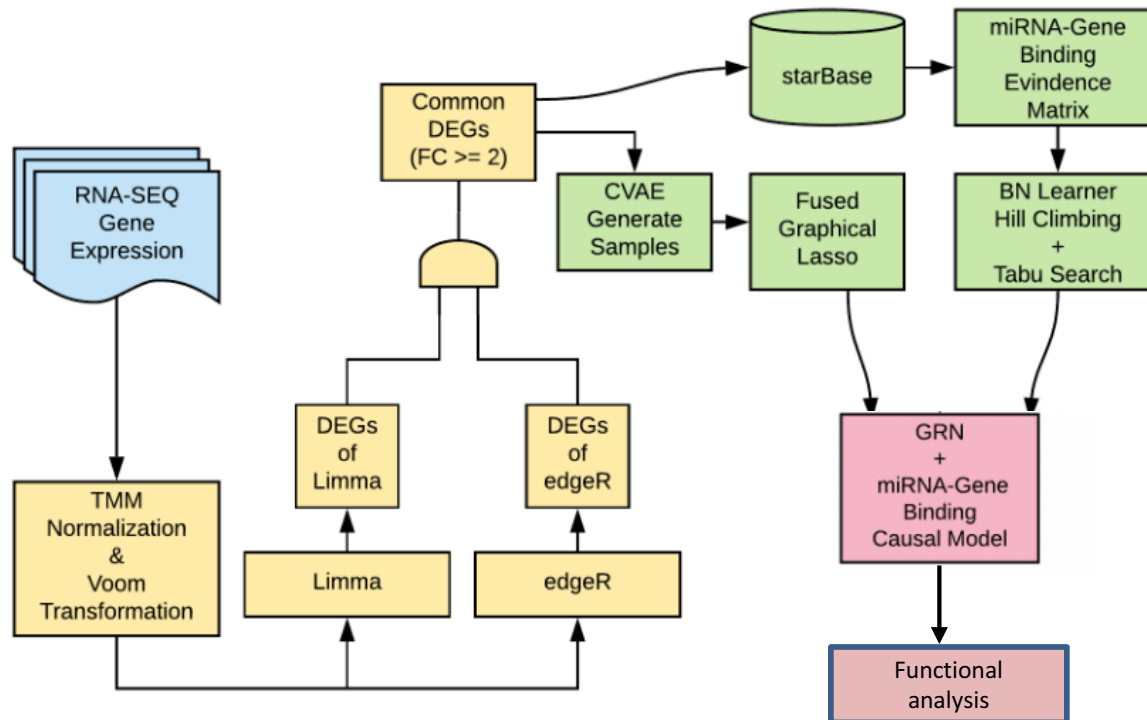 RNA-SEQ
Gene
Expression
TMM
Normalization
&
Voom
Transformation
Limma
edgeR
DEGs
of
Limma
DEGs
of
edgeR
Common
DEGs
(FC >= 2)
starBase
miRNA-Gene
Binding
Evindence
Matrix
CVAE
Generate
Samples
Fused
Graphical
Lasso
BN Learner
Hill Climbing
+
Tabu Search
GRN
+
miRNA-Gene
Binding
Causal Model
Functional
analysis